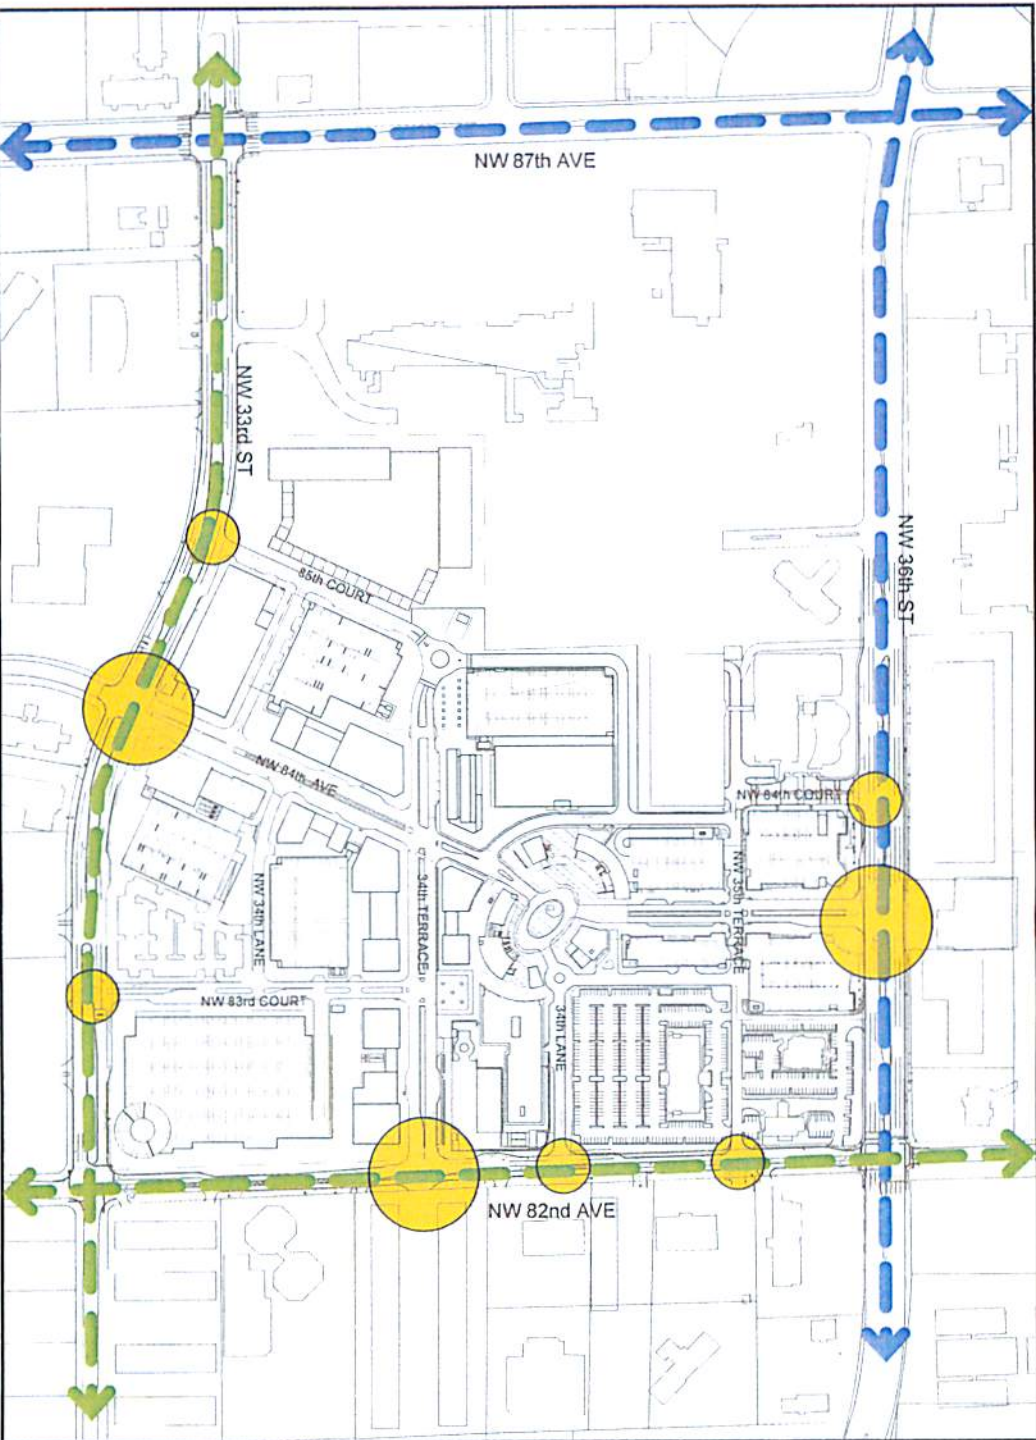 NW 87th AVE
NW 33rd ST
NW 36th ST
85th COURT
NW 84th AVE
NW 84th COURT
34th TERRACE
NW 35th TERRACE
NW 34th LANE
NW 83rd COURT
34th LANE
NW 82nd AVE